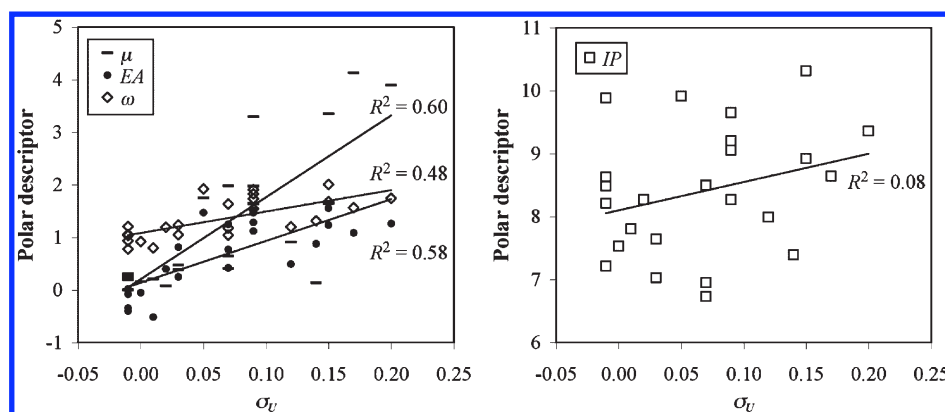 5
4
3
2
1
0
-1
Polar descriptor
μ
EA
ω
R² = 0.60
R² = 0.48
R² = 0.58
-0.05 0.00 0.05 0.10 0.15 0.20 0.25
σU
11
10
9
8
7
6
Polar descriptor
IP
R² = 0.08
-0.05 0.00 0.05 0.10 0.15 0.20 0.25
σU